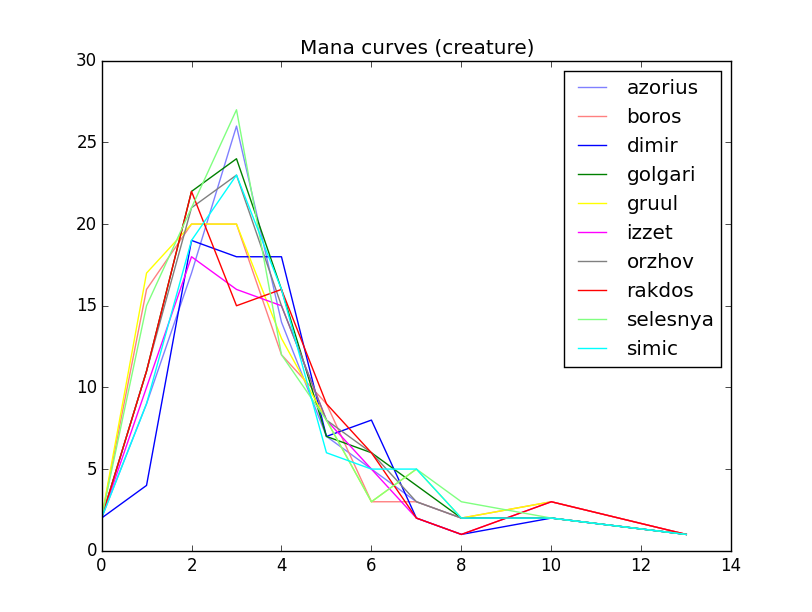 Mana curves (creature)
30
25
20
15
10
5
0
azorius
boros
dimir
golgari
gruul
izzet
orzhov
rakdos
selesnya
simic
0 2 4 6 8 10 12 14